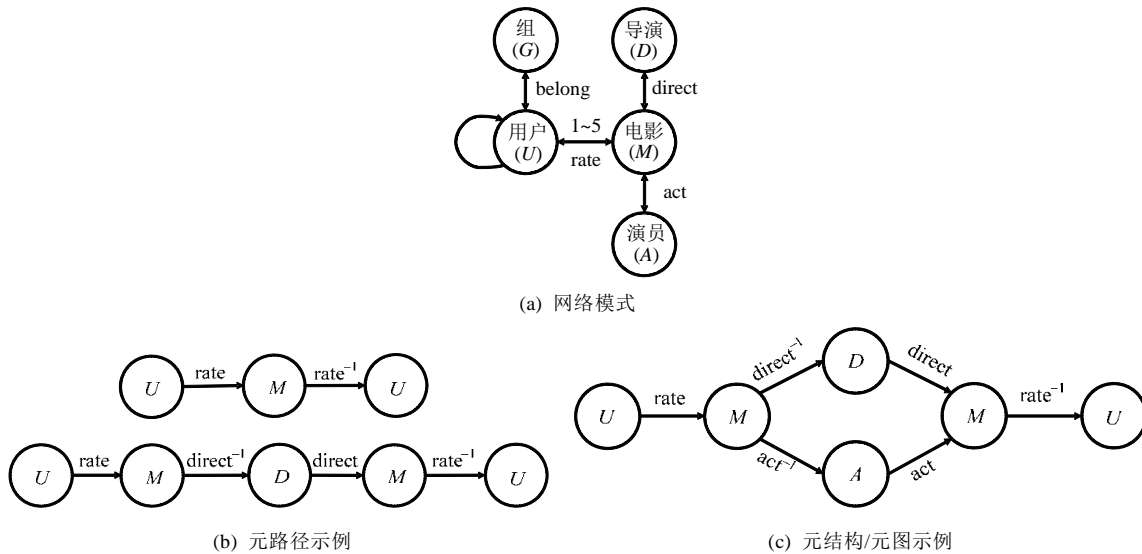 组
(G)
导演
(D)
belong
direct
用户
(U)
1~5
rate
电影
(M)
act
演员
(A)
(a) 网络模式
U
rate
M
rate⁻¹
U
U
rate
M
direct⁻¹
D
direct
M
rate⁻¹
U
(b) 元路径示例
U
rate
M
direct⁻¹
D
direct
act⁻¹
A
act
M
rate⁻¹
U
(c) 元结构/元图示例